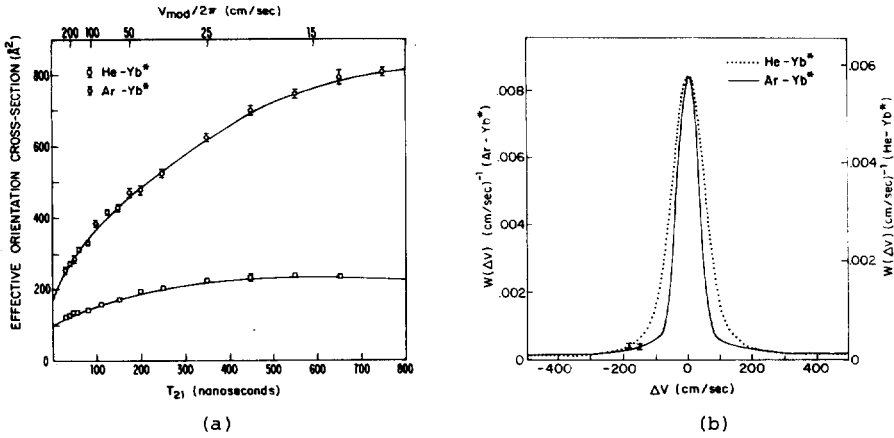 V_mod/2π (cm/sec)
200 100 50 25 15
EFFECTIVE ORIENTATION CROSS-SECTION (Å²)
800
600
400
200
0
He-Yb*
Ar-Yb*
100 200 300 400 500 600 700 800
T₂₁ (nanoseconds)
(a)
W(ΔV) (cm/sec)⁻¹ (Ar-Yb*)
.008
.006
.004
.002
0
He-Yb*
Ar-Yb*
.006
.004
.002
0
W(ΔV) (cm/sec)⁻¹ (He-Yb*)
-400 -200 0 200 400
ΔV (cm/sec)
(b)